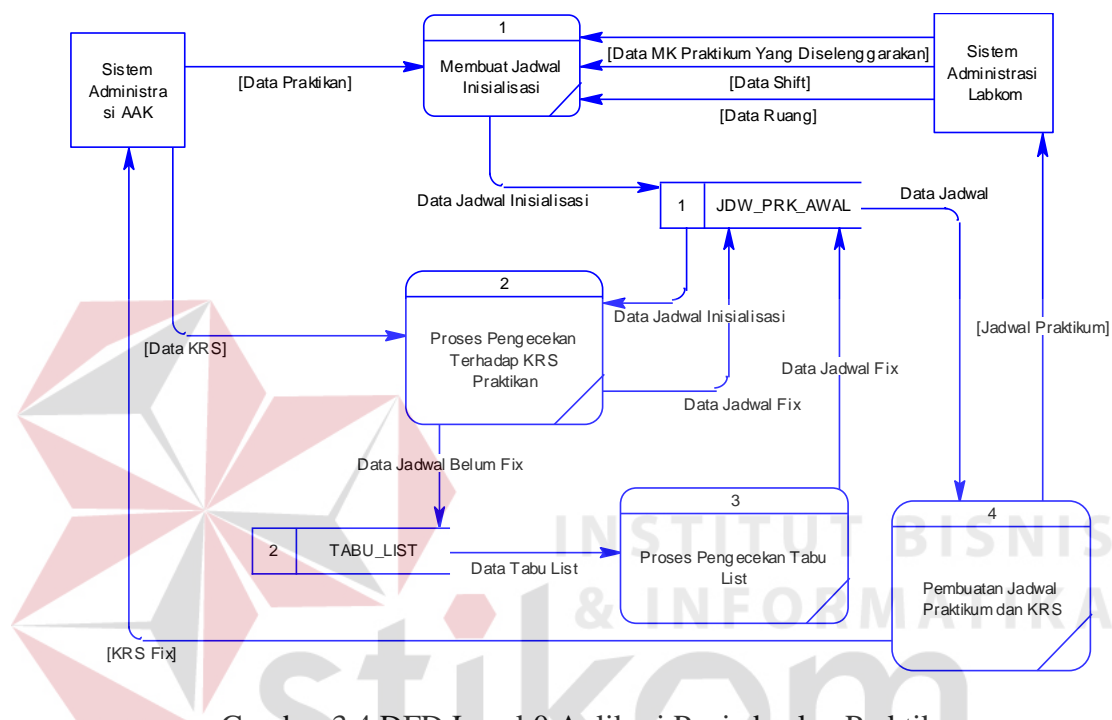 1
Sistem
Administra
si AAK
[Data Praktikan]
Membuat Jadwal
Inisialisasi
[Data MK Praktikum Yang Diselenggarakan]
[Data Shift]
[Data Ruang]
Sistem
Administrasi
Labkom
Data Jadwal Inisialisasi
1
JDW_PRK_AWAL
Data Jadwal
2
Proses Pengecekan
Terhadap KRS
Praktikan
[Data KRS]
Data Jadwal Inisialisasi
[Jadwal Praktikum]
Data Jadwal Fix
Data Jadwal Fix
Data Jadwal Belum Fix
3
Proses Pengecekan Tabu
List
2
TABU_LIST
Data Tabu List
4
Pembuatan Jadwal
Praktikum dan KRS
[KRS Fix]
INSTITUT BISNIS
& INFORMATIKA
stikom